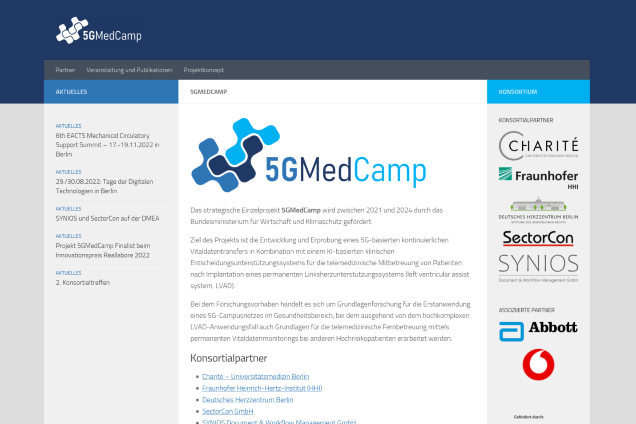 5GMedCamp
Partner Veranstaltung und Publikationen Projektkonzept
AKTUELLES
AKTUELLES
6th EACTS Mechanical Circulatory
Support Summit – 17.-19.11.2022 in
Berlin
AKTUELLES
29./30.08.2022: Tage der Digitalen
Technologien in Berlin
AKTUELLES
SYNIOS und SectorCon auf der DMEA
AKTUELLES
Projekt 5GMedCamp Finalist beim
Innovationspreis Reallabore 2022
AKTUELLES
2. Konsortialtreffen
5GMEDCAMP
5GMedCamp
Das strategische Einzelprojekt 5GMedCamp wird zwischen 2021 und 2024 durch das
Bundesministerium für Wirtschaft und Klimaschutz gefördert.
Ziel des Projekts ist die Entwicklung und Erprobung eines 5G-basierten kontinuierlichen
Vitaldatentransfers in Kombination mit einem KI-basierten klinischen
Entscheidungsunterstützungssystems für die telemedizinische Mitbetreuung von Patienten
nach Implantation eines permanenten Linksherzunterstützungssystems (left ventricular assist
system, LVAD).
Bei dem Forschungsvorhaben handelt es sich um Grundlagenforschung für die Erstanwendung
eines 5G-Campusnetzes im Gesundheitsbereich, bei dem ausgehend von dem hochkomplexen
LVAD-Anwendungsfall auch Grundlagen für die telemedizinische Fernbetreuung mittels
permanenten Vitaldatenmonitorings bei anderen Hochrisikopatienten erarbeitet werden.
Konsortialpartner
Charité – Universitätsmedizin Berlin
Fraunhofer Heinrich-Hertz-Institut (HHI)
Deutsches Herzzentrum Berlin
SectorCon GmbH
SYNIOS Document & Workflow Management GmbH
KONSORTIUM
KONSORTIALPARTNER
CHARITÉ
UNIVERSITÄTSMEDIZIN BERLIN
Fraunhofer
HHI
DEUTSCHES HERZZENTRUM BERLIN
SectorCon
SYNIOS
Document & Workflow Management GmbH
ASSOZIIERTE PARTNER
Abbott
Gefördert durch: